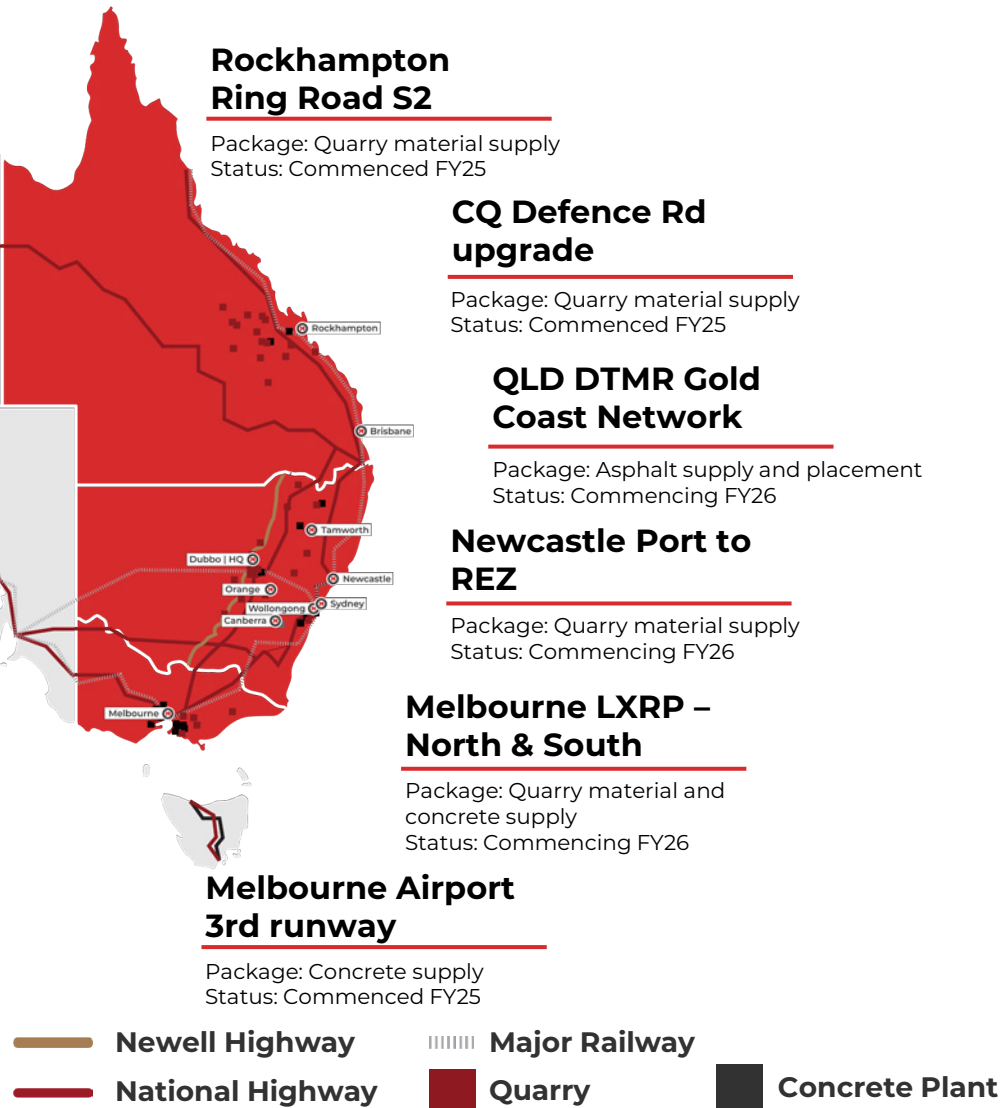 Rockhampton
Ring Road S2
Package: Quarry material supply
Status: Commenced FY25
CQ Defence Rd
upgrade
Package: Quarry material supply
Status: Commenced FY25
QLD DTMR Gold
Coast Network
Package: Asphalt supply and placement
Status: Commencing FY26
Newcastle Port to
REZ
Package: Quarry material supply
Status: Commencing FY26
Melbourne LXRP –
North & South
Package: Quarry material and
concrete supply
Status: Commencing FY26
Melbourne Airport
3rd runway
Package: Concrete supply
Status: Commenced FY25
Rockhampton
Brisbane
Tamworth
Dubbo | HQ
Newcastle
Orange
Sydney
Wollongong
Canberra
Melbourne
Newell Highway
Major Railway
National Highway
Quarry
Concrete Plant